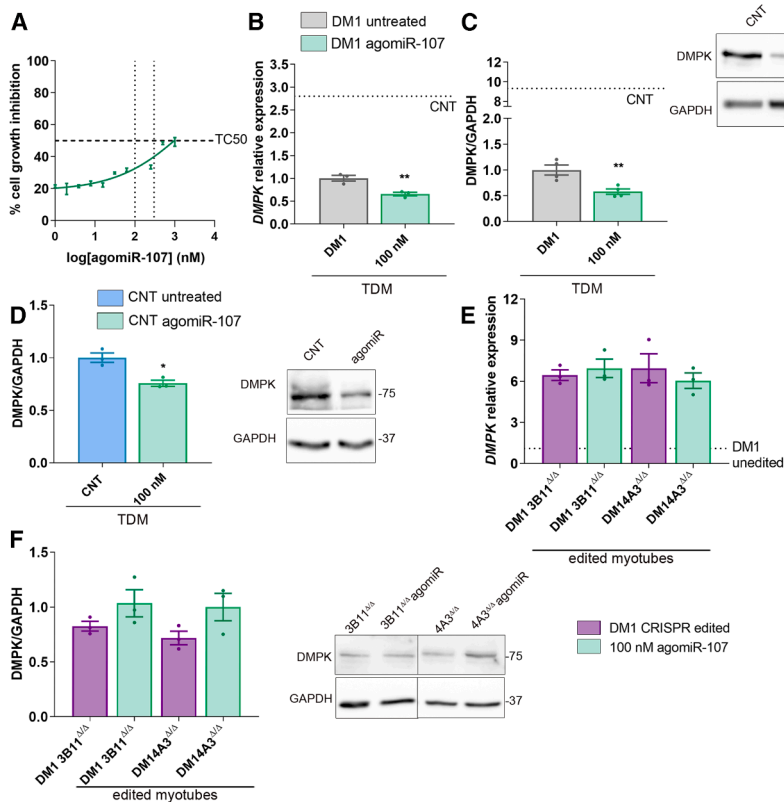 A
% cell growth inhibition
100
80
60
40
20
0
TC50
0
1
2
3
4
log[agomiR-107] (nM)
B
DM1 untreated
DM1 agomiR-107
DMPK relative expression
3.5
3.0
2.5
2.0
1.5
1.0
0.5
0.0
CNT
**
DM1
100 nM
TDM
C
DMPK/GAPDH
14
12
10
8
2.0
1.5
1.0
0.5
0.0
CNT
**
DM1
100 nM
TDM
CNT
DMPK
GAPDH
D
CNT untreated
CNT agomiR-107
DMPK/GAPDH
1.5
1.0
0.5
0.0
*
CNT
100 nM
TDM
CNT
agomiR
DMPK
-75
GAPDH
-37
E
DMPK relative expression
12
9
6
3
0
DM1
unedited
DM1 3B11Δ/Δ
DM1 3B11Δ/Δ
DM14A3Δ/Δ
DM14A3Δ/Δ
edited myotubes
F
DMPK/GAPDH
1.5
1.0
0.5
0.0
DM1 3B11Δ/Δ
DM1 3B11Δ/Δ
DM14A3Δ/Δ
DM14A3Δ/Δ
edited myotubes
3B11Δ/Δ
3B11Δ/Δ agomiR
4A3Δ/Δ
4A3Δ/Δ agomiR
DMPK
-75
GAPDH
-37
DM1 CRISPR edited
100 nM agomiR-107